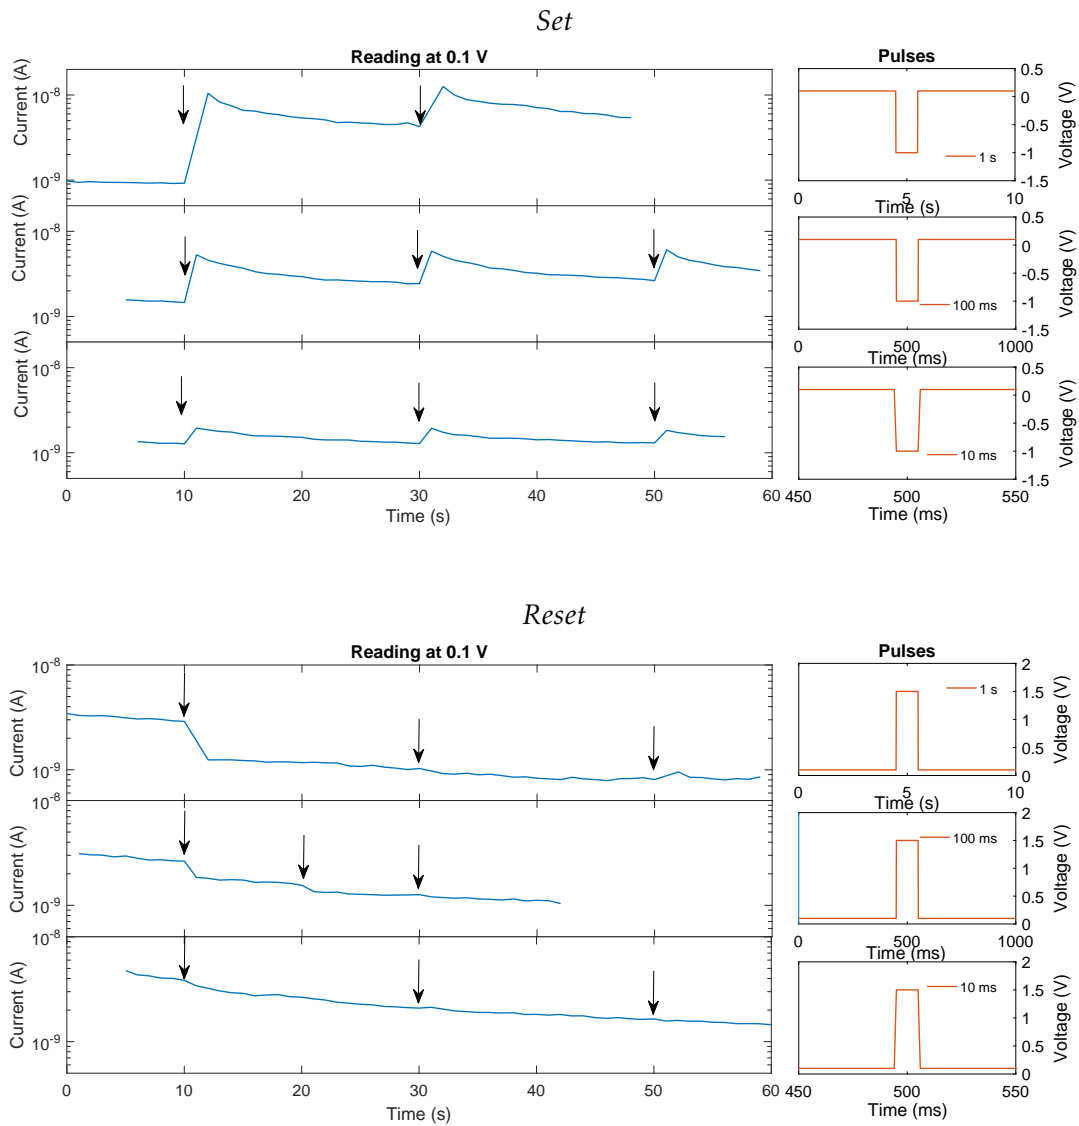 Set
Reading at 0.1 V
Current (A)
10-8
10-9
Current (A)
10-8
10-9
Current (A)
10-8
10-9
0 10 20 30 40 50 60
Time (s)
Pulses
0.5
0
-0.5
-1
-1.5
Voltage (V)
1 s
0 5 10
Time (s)
0.5
0
-0.5
-1
-1.5
Voltage (V)
100 ms
0 500 1000
Time (ms)
0.5
0
-0.5
-1
-1.5
Voltage (V)
10 ms
450 500 550
Time (ms)
Reset
Reading at 0.1 V
Current (A)
10-8
10-9
Current (A)
10-8
10-9
Current (A)
10-8
10-9
0 10 20 30 40 50 60
Time (s)
Pulses
2
1.5
1
0.5
0
Voltage (V)
1 s
0 5 10
Time (s)
2
1.5
1
0.5
0
Voltage (V)
100 ms
0 500 1000
Time (ms)
2
1.5
1
0.5
0
Voltage (V)
10 ms
450 500 550
Time (ms)